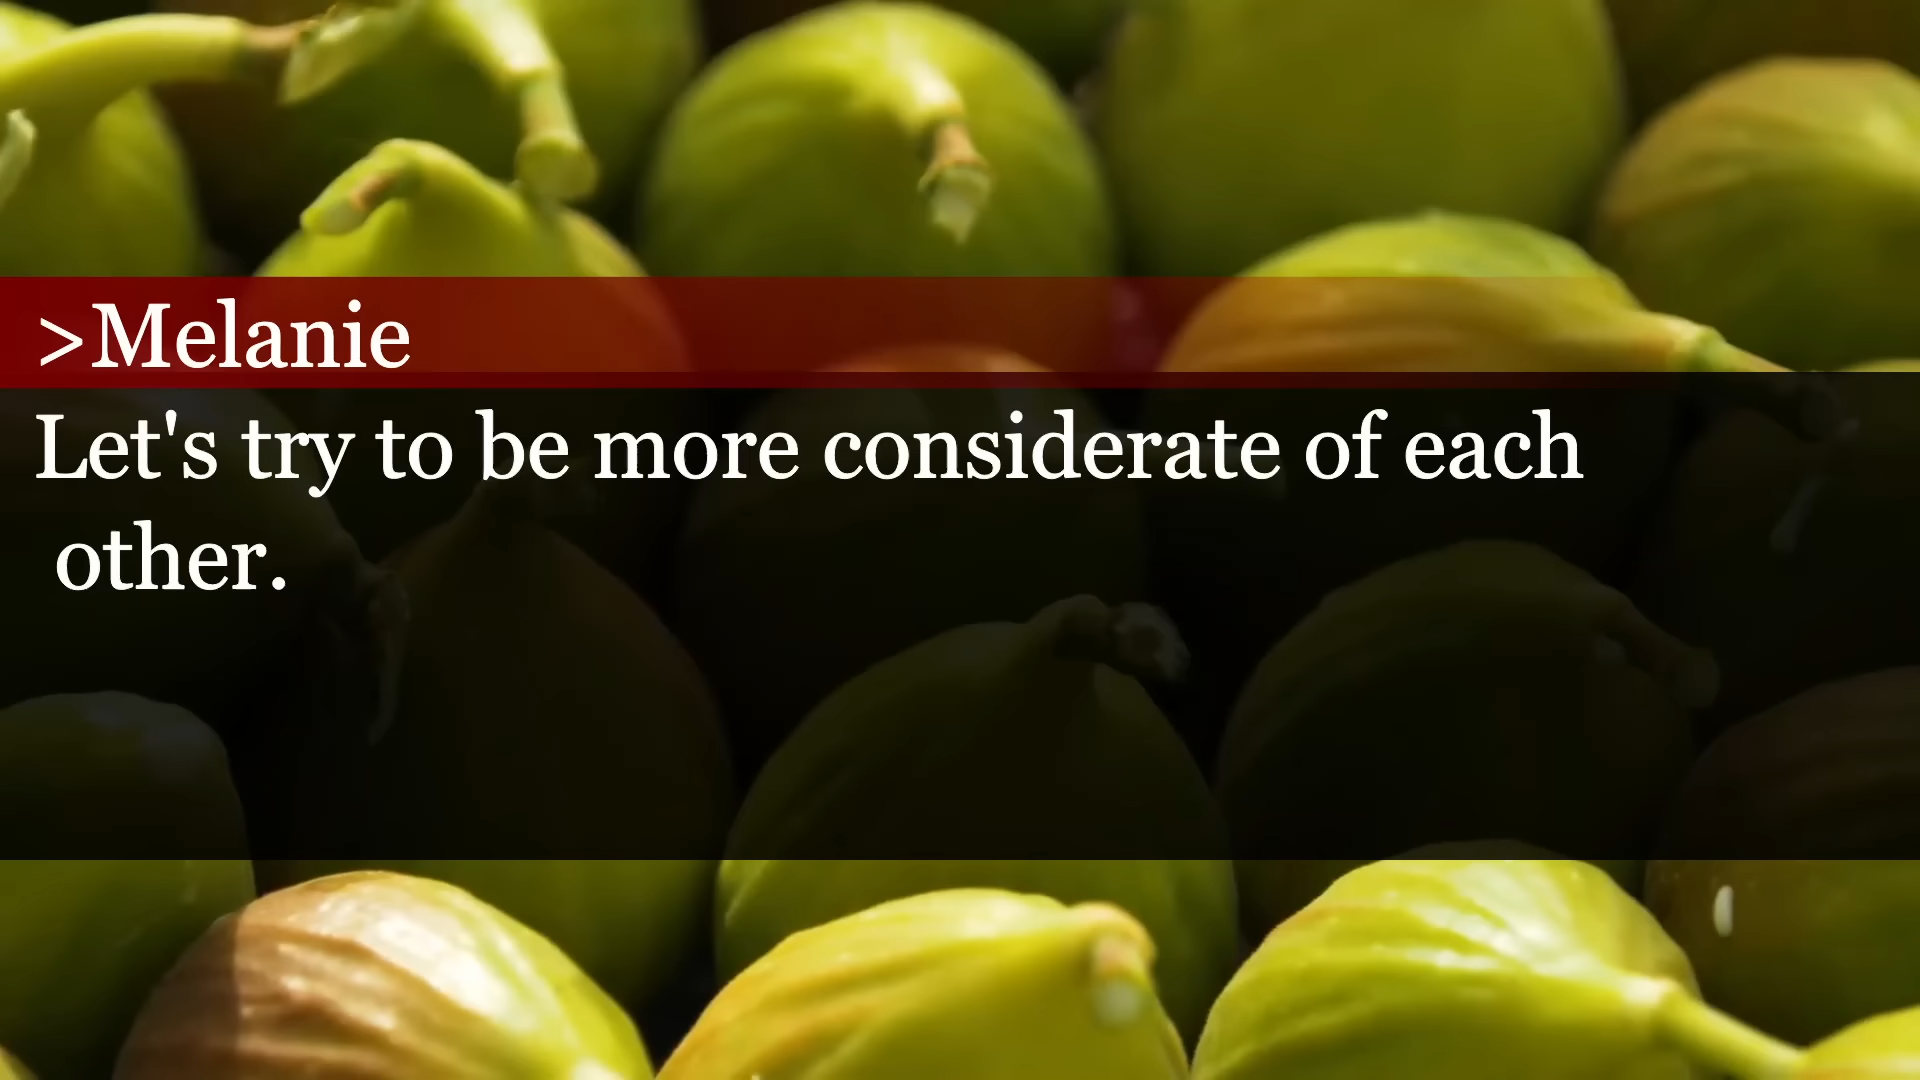 >Melanie
Let's try to be more considerate of each
other.